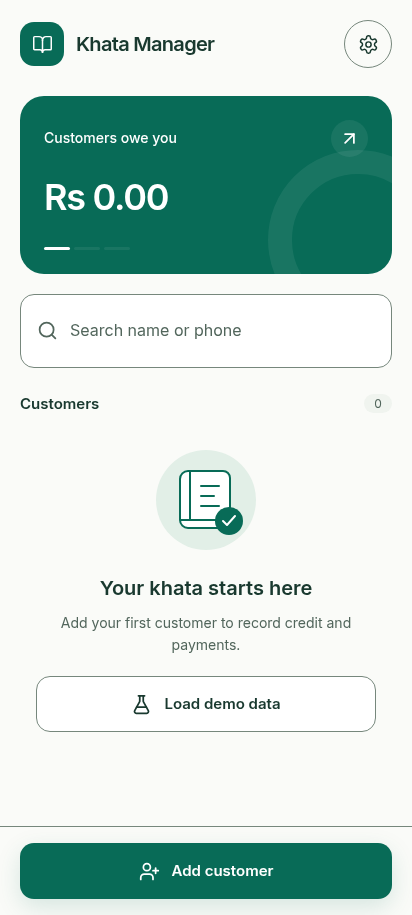 Khata Manager
Customers owe you
Rs 0.00
Search name or phone
Customers
0
Your khata starts here
Add your first customer to record credit and
payments.
Load demo data
Add customer